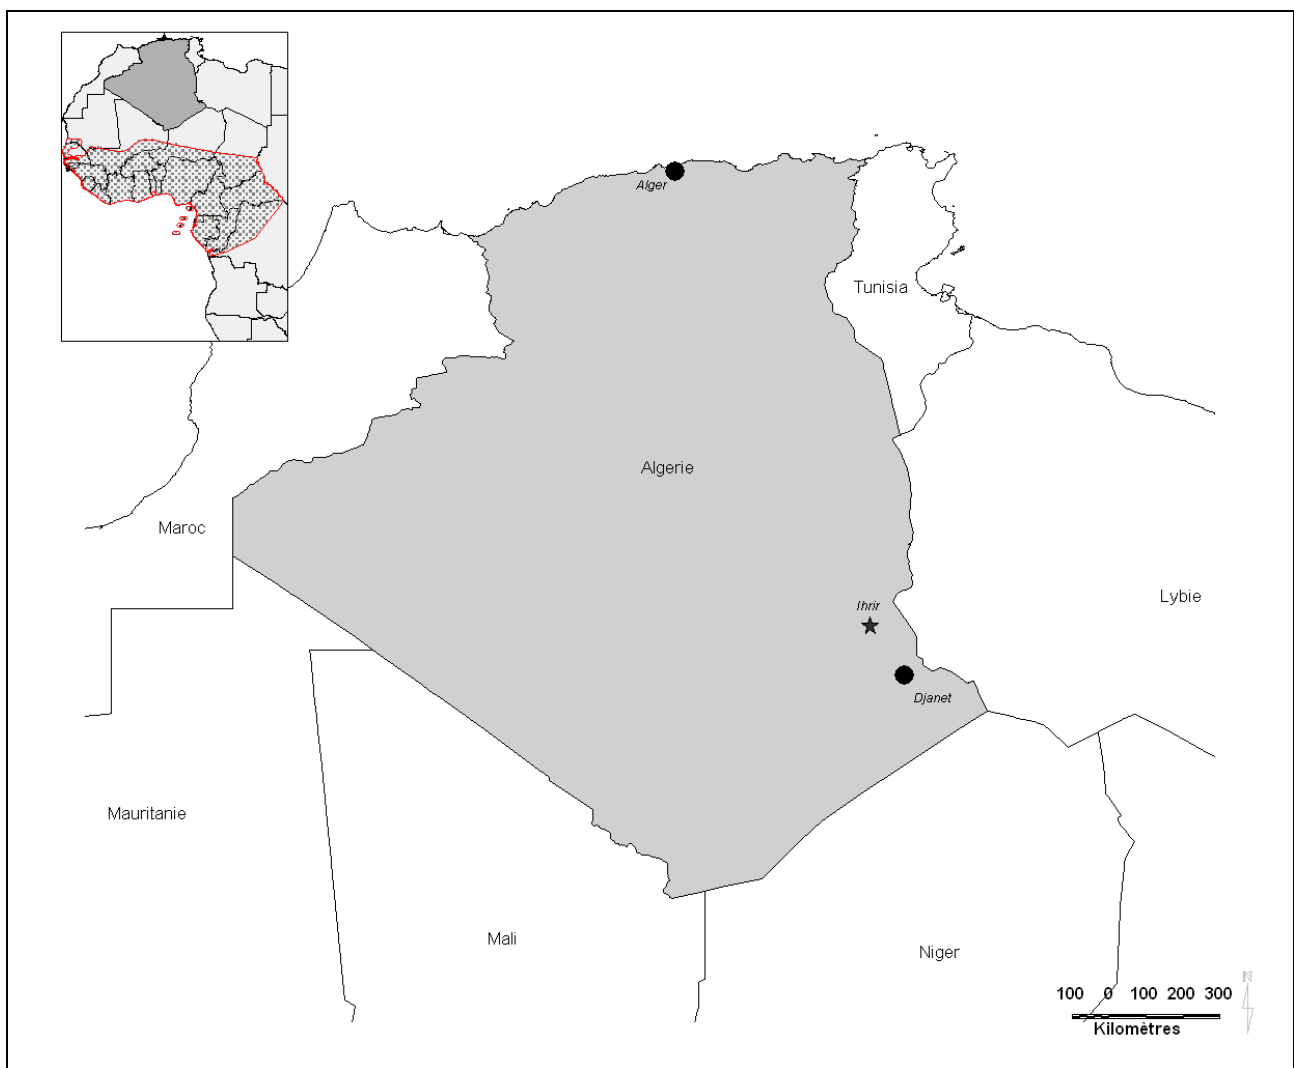 Alger
Tunisia
Algerie
Maroc
Lybie
Ihrir
Djanet
Mauritanie
Mali
Niger
N
100 0 100 200 300
Kilomètres